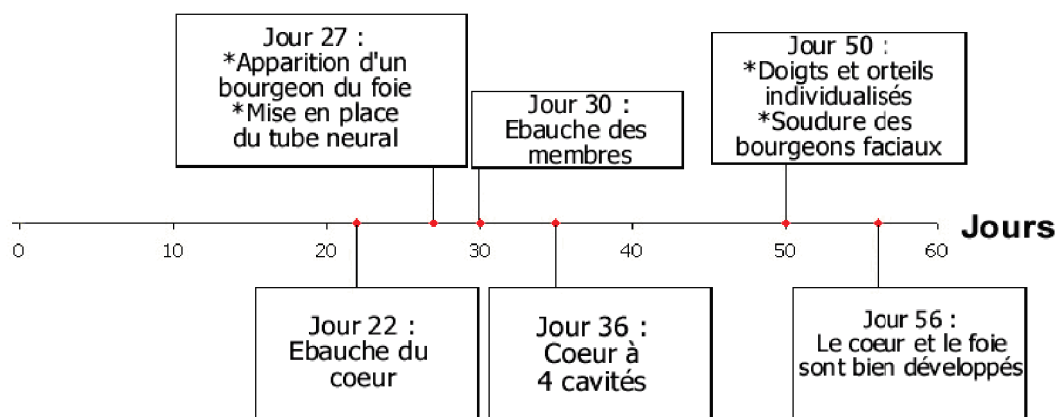 Jour 27 :
*Apparition d'un
bourgeon du foie
*Mise en place
du tube neural
Jour 30 :
Ebauche des
membres
Jour 50 :
*Doigts et orteils
individualisés
*Soudure des
bourgeons faciaux
Jours
0 10 20 30 40 50 60
Jour 22 :
Ebauche du
coeur
Jour 36 :
Coeur à
4 cavités
Jour 56 :
Le coeur et le foie
sont bien développés